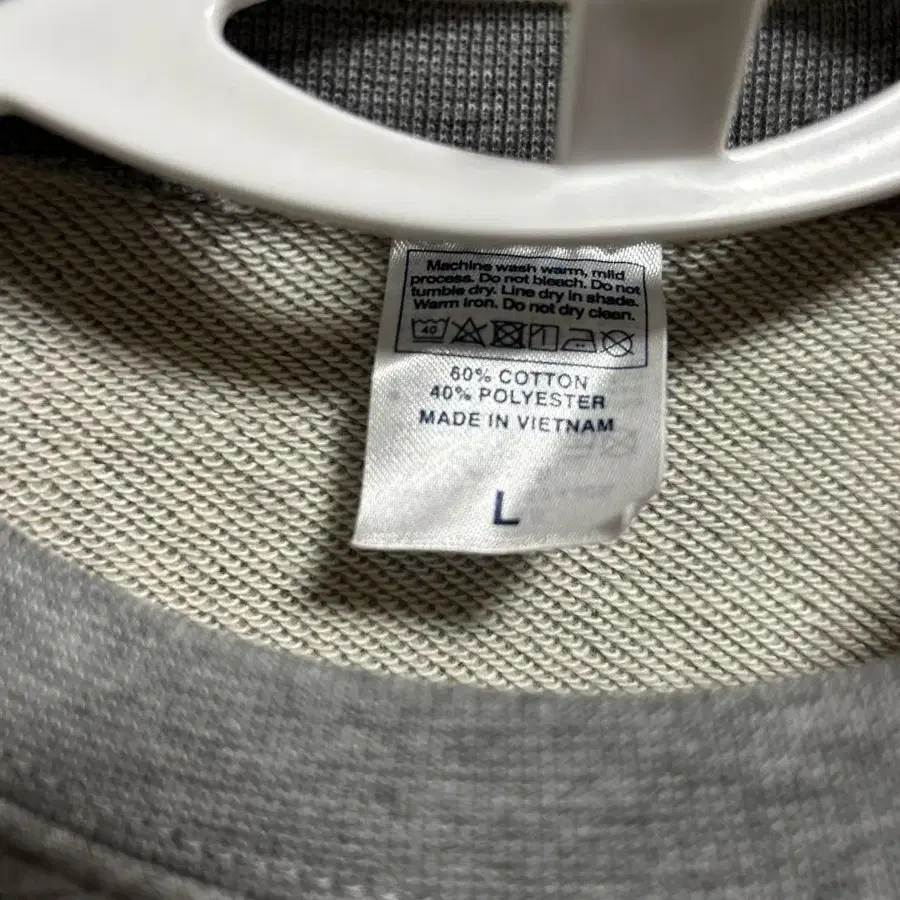 Machine wash warm, mild
process. Do not bleach. Do not
tumble dry. Line dry in shade.
Warm Iron. Do not dry clean.
40
60% COTTON
40% POLYESTER
MADE IN VIETNAM
L